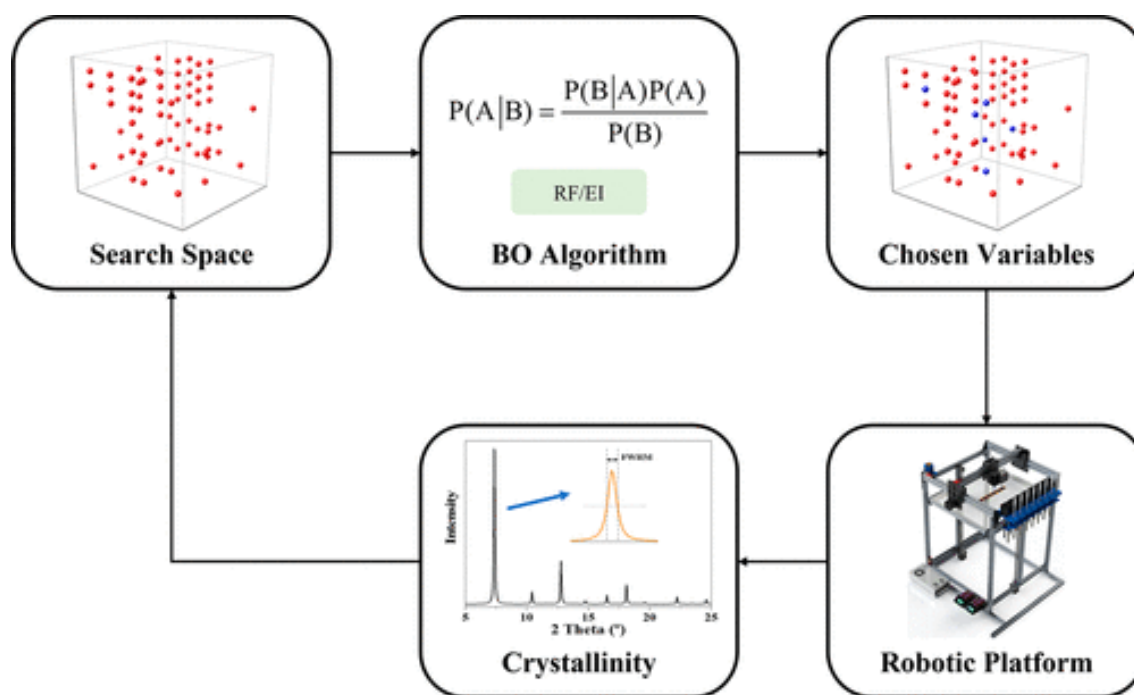 P(A|B) = P(B|A)P(A) / P(B)
RF/EI
Search Space
BO Algorithm
Chosen Variables
FWHM
Intensity
5 10 15 20 25
2 Theta (°)
Crystallinity
Robotic Platform